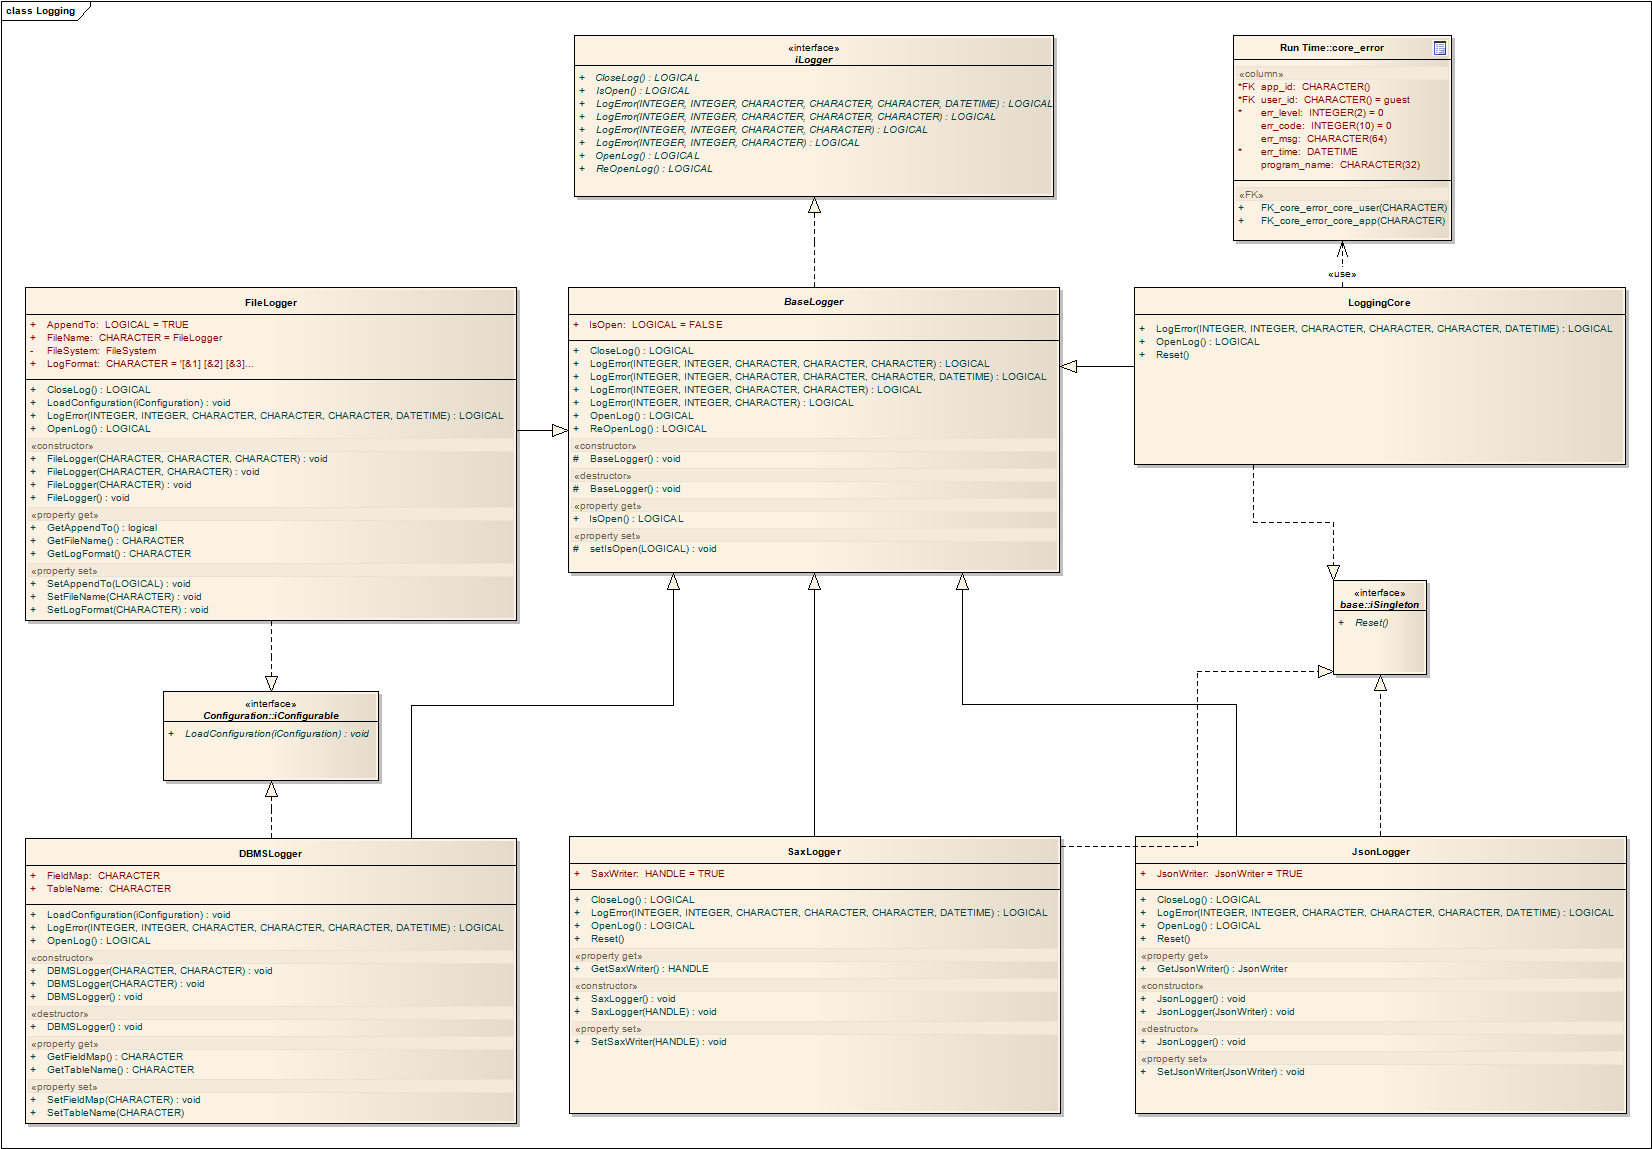 class Logging
«interface»
iLogger
+ CloseLog() : LOGICAL
+ IsOpen() : LOGICAL
+ LogError(INTEGER, INTEGER, CHARACTER, CHARACTER, CHARACTER, DATETIME) : LOGICAL
+ LogError(INTEGER, INTEGER, CHARACTER, CHARACTER, CHARACTER) : LOGICAL
+ LogError(INTEGER, INTEGER, CHARACTER, CHARACTER) : LOGICAL
+ LogError(INTEGER, INTEGER, CHARACTER) : LOGICAL
+ OpenLog() : LOGICAL
+ ReOpenLog() : LOGICAL
Run Time::core_error
«column»
*FK app_id: CHARACTER()
*FK user_id: CHARACTER() = guest
* err_level: INTEGER(2) = 0
err_code: INTEGER(10) = 0
err_msg: CHARACTER(64)
* err_time: DATETIME
program_name: CHARACTER(32)
«FK»
+ FK_core_error_core_user(CHARACTER)
+ FK_core_error_core_app(CHARACTER)
«use»
FileLogger
+ AppendTo: LOGICAL = TRUE
+ FileName: CHARACTER = FileLogger
- FileSystem: FileSystem
+ LogFormat: CHARACTER = '[&1] [&2] [&3]...
+ CloseLog() : LOGICAL
+ LoadConfiguration(iConfiguration) : void
+ LogError(INTEGER, INTEGER, CHARACTER, CHARACTER, CHARACTER, DATETIME) : LOGICAL
+ OpenLog() : LOGICAL
«constructor»
+ FileLogger(CHARACTER, CHARACTER, CHARACTER) : void
+ FileLogger(CHARACTER, CHARACTER) : void
+ FileLogger(CHARACTER) : void
+ FileLogger() : void
«property get»
+ GetAppendTo() : logical
+ GetFileName() : CHARACTER
+ GetLogFormat() : CHARACTER
«property set»
+ SetAppendTo(LOGICAL) : void
+ SetFileName(CHARACTER) : void
+ SetLogFormat(CHARACTER) : void
BaseLogger
+ IsOpen: LOGICAL = FALSE
+ CloseLog() : LOGICAL
+ LogError(INTEGER, INTEGER, CHARACTER, CHARACTER, CHARACTER) : LOGICAL
+ LogError(INTEGER, INTEGER, CHARACTER, CHARACTER, CHARACTER, DATETIME) : LOGICAL
+ LogError(INTEGER, INTEGER, CHARACTER, CHARACTER) : LOGICAL
+ LogError(INTEGER, INTEGER, CHARACTER) : LOGICAL
+ OpenLog() : LOGICAL
+ ReOpenLog() : LOGICAL
«constructor»
# BaseLogger() : void
«destructor»
# BaseLogger() : void
«property get»
+ IsOpen() : LOGICAL
«property set»
# setIsOpen(LOGICAL) : void
LoggingCore
+ LogError(INTEGER, INTEGER, CHARACTER, CHARACTER, CHARACTER, DATETIME) : LOGICAL
+ OpenLog() : LOGICAL
+ Reset()
«interface»
base::iSingleton
+ Reset()
«interface»
Configuration::iConfigurable
+ LoadConfiguration(iConfiguration) : void
DBMSLogger
+ FieldMap: CHARACTER
+ TableName: CHARACTER
+ LoadConfiguration(iConfiguration) : void
+ LogError(INTEGER, INTEGER, CHARACTER, CHARACTER, CHARACTER, DATETIME) : LOGICAL
+ OpenLog() : LOGICAL
«constructor»
+ DBMSLogger(CHARACTER, CHARACTER) : void
+ DBMSLogger(CHARACTER) : void
+ DBMSLogger() : void
«destructor»
+ DBMSLogger() : void
«property get»
+ GetFieldMap() : CHARACTER
+ GetTableName() : CHARACTER
«property set»
+ SetFieldMap(CHARACTER) : void
+ SetTableName(CHARACTER)
SaxLogger
+ SaxWriter: HANDLE = TRUE
+ CloseLog() : LOGICAL
+ LogError(INTEGER, INTEGER, CHARACTER, CHARACTER, CHARACTER, DATETIME) : LOGICAL
+ OpenLog() : LOGICAL
+ Reset()
«property get»
+ GetSaxWriter() : HANDLE
«constructor»
+ SaxLogger() : void
+ SaxLogger(HANDLE) : void
«property set»
+ SetSaxWriter(HANDLE) : void
JsonLogger
+ JsonWriter: JsonWriter = TRUE
+ CloseLog() : LOGICAL
+ LogError(INTEGER, INTEGER, CHARACTER, CHARACTER, CHARACTER, DATETIME) : LOGICAL
+ OpenLog() : LOGICAL
+ Reset()
«property get»
+ GetJsonWriter() : JsonWriter
«constructor»
+ JsonLogger() : void
+ JsonLogger(JsonWriter) : void
«destructor»
+ JsonLogger() : void
«property set»
+ SetJsonWriter(JsonWriter) : void